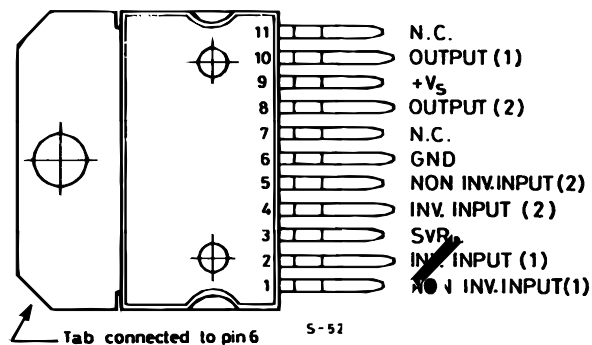 11 N.C.
10 OUTPUT (1)
9 +Vs
8 OUTPUT (2)
7 N.C.
6 GND
5 NON INV. INPUT (2)
4 INV. INPUT (2)
3 SVR
2 INPUT (1)
1 INV. INPUT (1)
Tab connected to pin 6
S-52